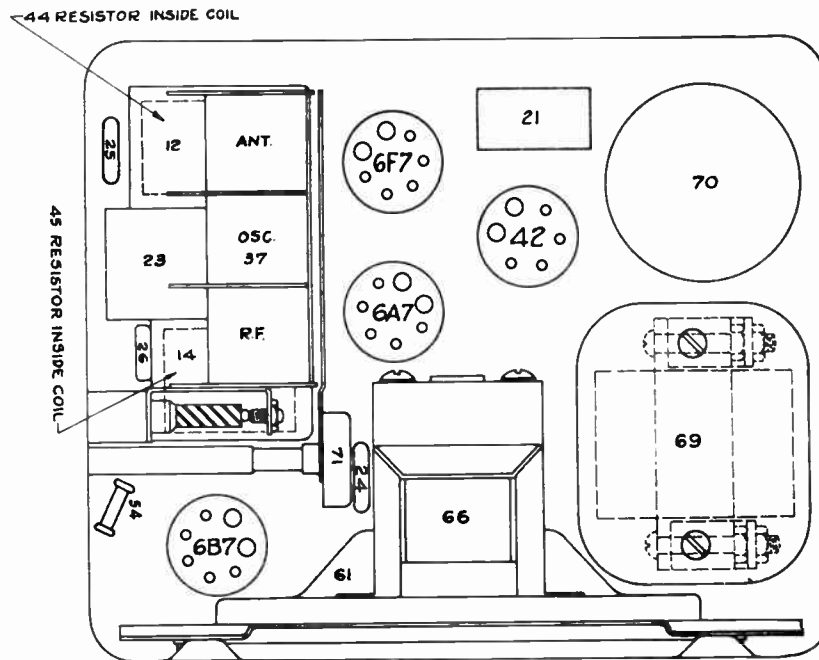 44 RESISTOR INSIDE COIL
12
ANT.
25
6F7
21
70
45 RESISTOR INSIDE COIL
23
OSC.
37
42
6A7
26
14
R.F.
71
24
69
54
66
6B7
61